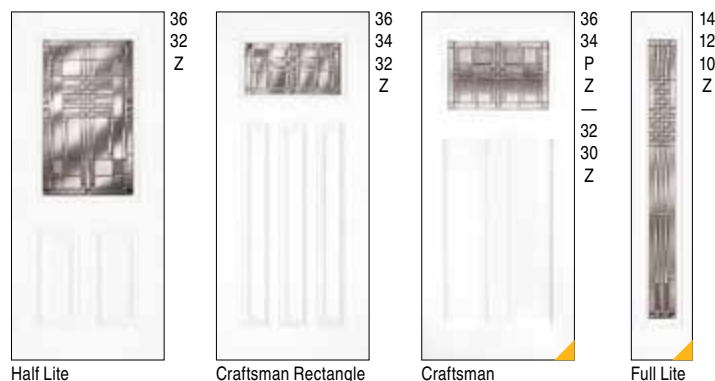 36
32
Z
Half Lite
36
34
32
Z
Craftsman Rectangle
36
34
P
Z
—
32
30
Z
Craftsman
14
12
10
Z
Full Lite